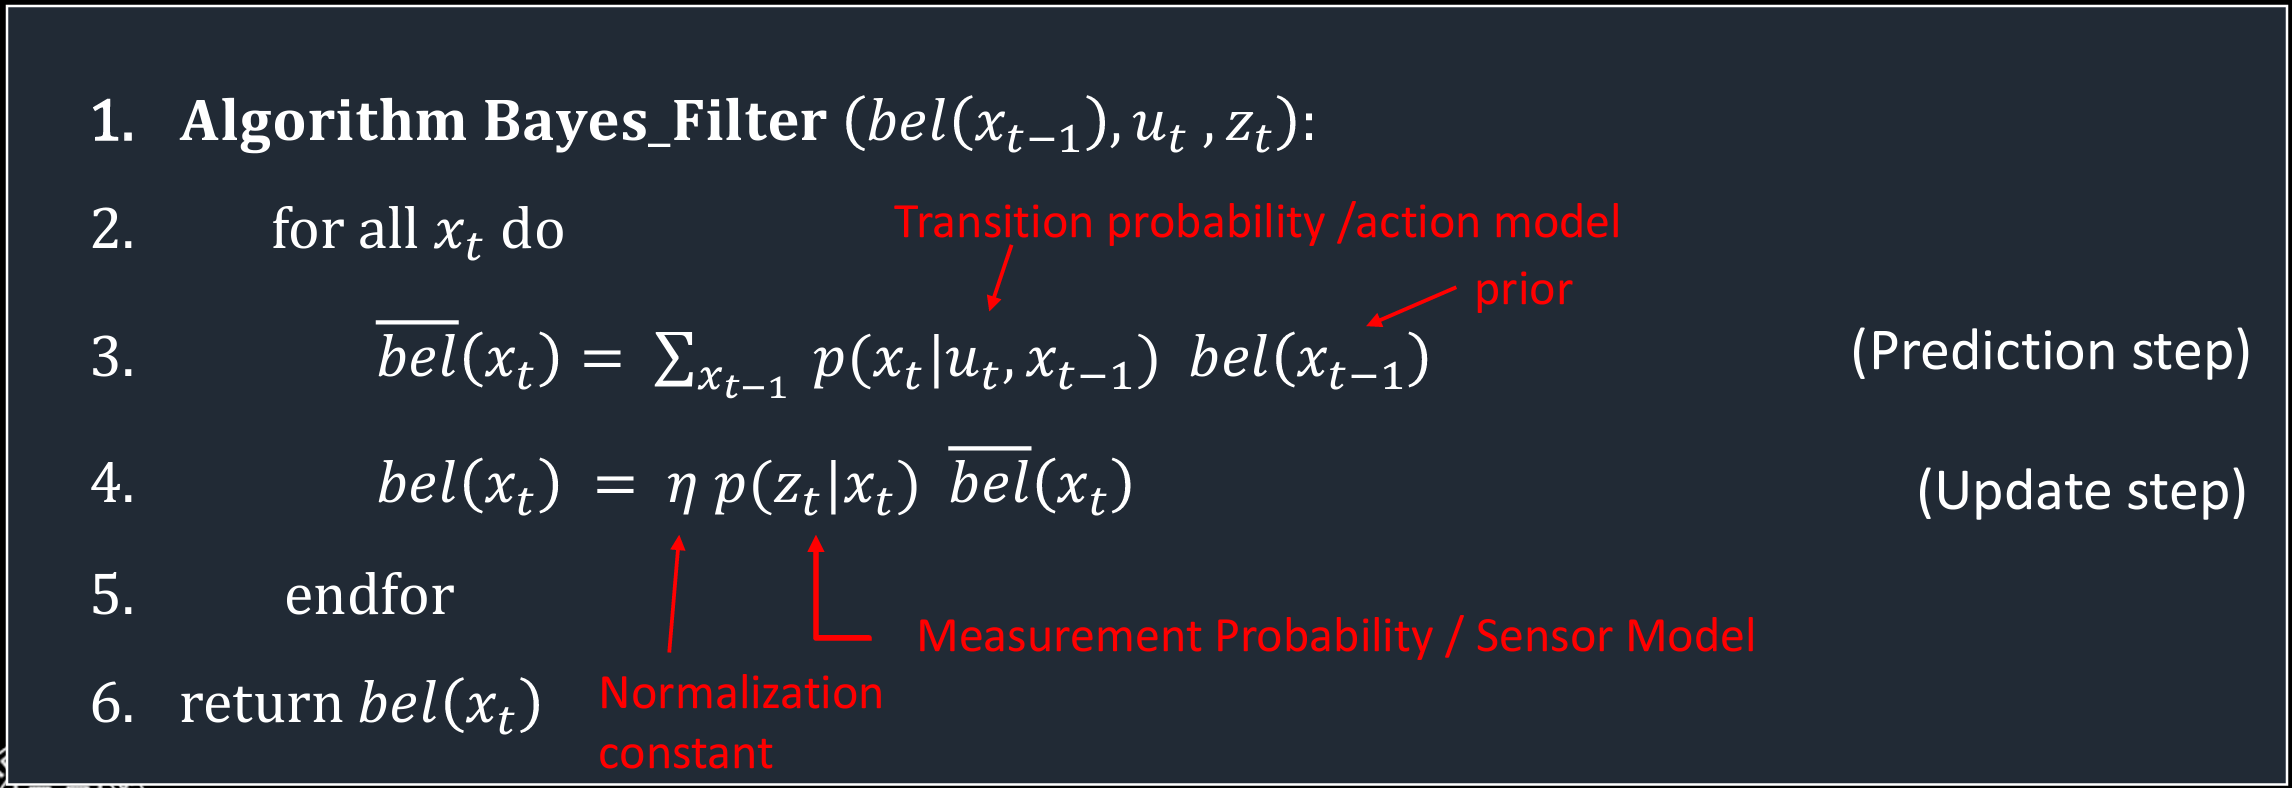 1. Algorithm Bayes_Filter (bel(x_{t−1}), u_t , z_t):
2. for all x_t do
Transition probability /action model
prior
3. \overline{bel}(x_t) = ∑_{x_{t−1}} p(x_t|u_t, x_{t−1}) bel(x_{t−1}) (Prediction step)
4. bel(x_t) = η p(z_t|x_t) \overline{bel}(x_t) (Update step)
5. endfor
Measurement Probability / Sensor Model
6. return bel(x_t)
Normalization
constant